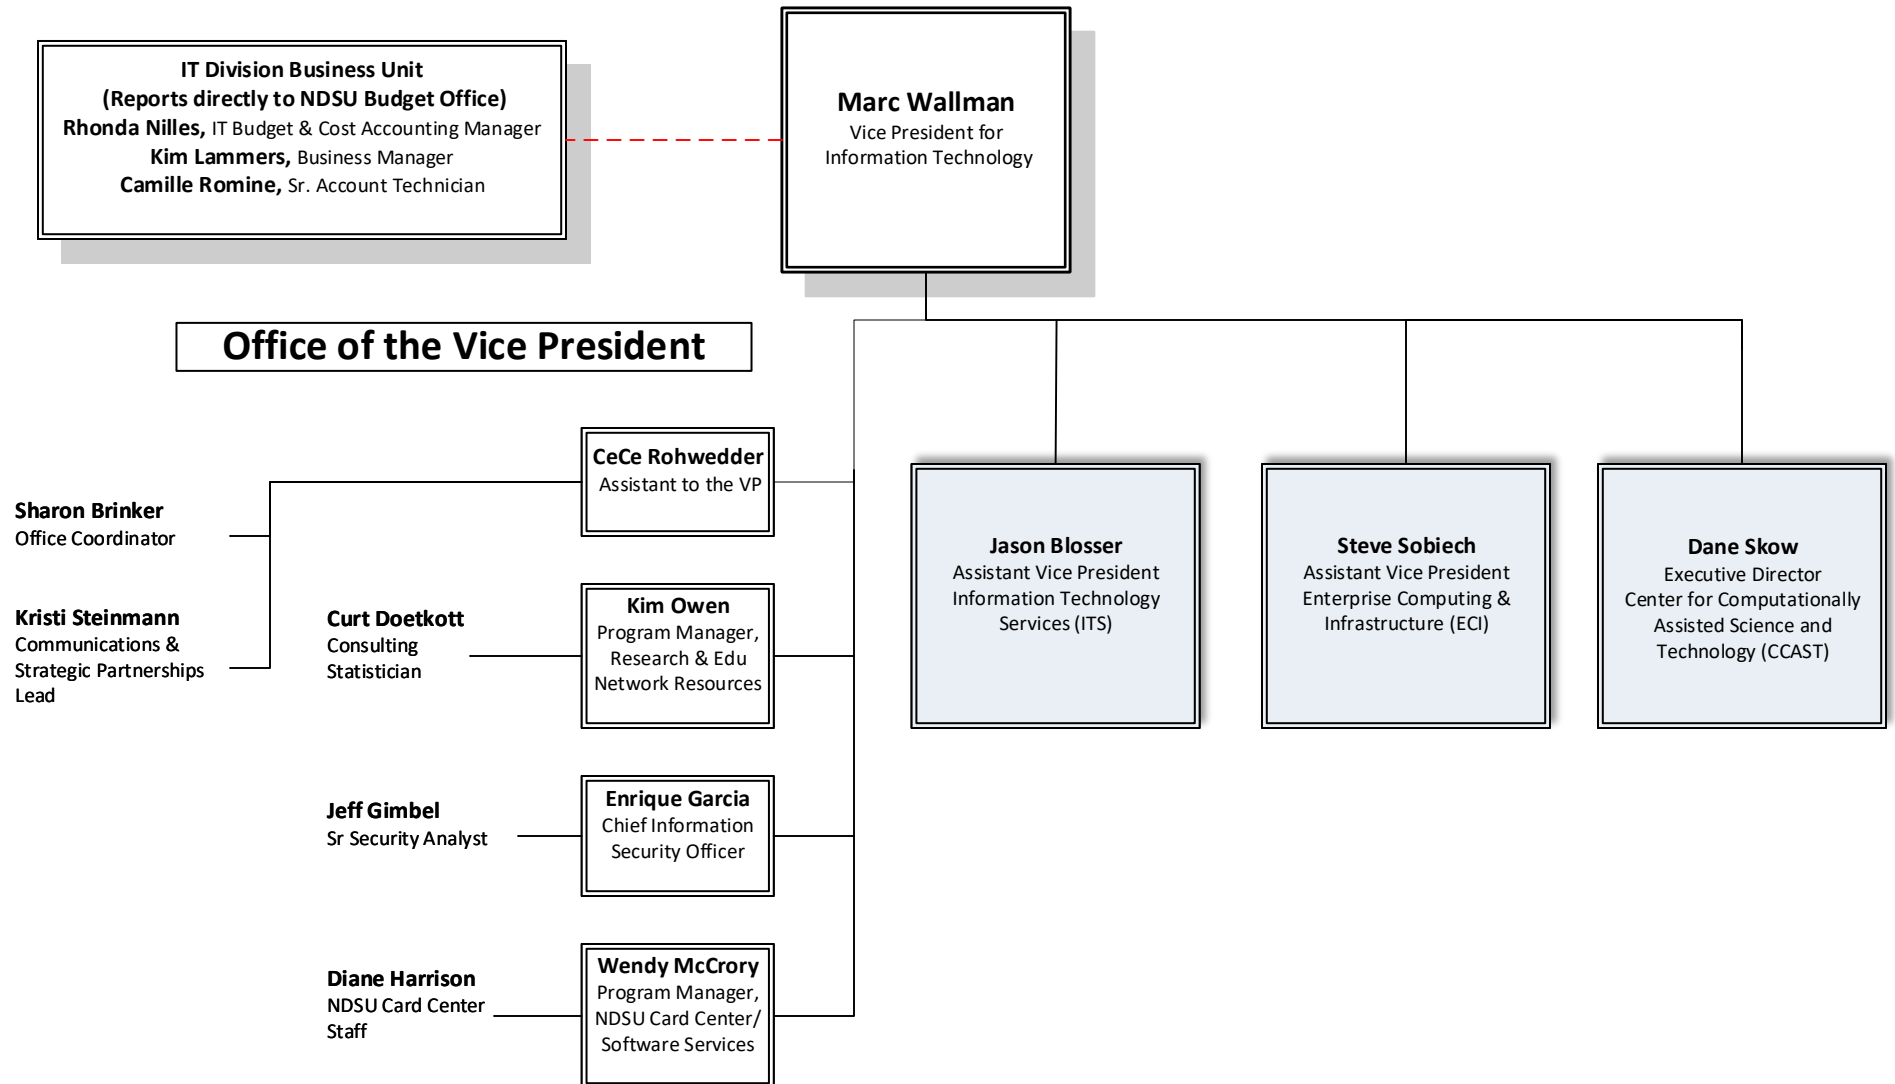 IT Division Business Unit
(Reports directly to NDSU Budget Office)
Rhonda Nilles, IT Budget & Cost Accounting Manager
Kim Lammers, Business Manager
Camille Romine, Sr. Account Technician
Marc Wallman
Vice President for
Information Technology
Office of the Vice President
CeCe Rohwedder
Assistant to the VP
Sharon Brinker
Office Coordinator
Kristi Steinmann
Communications &
Strategic Partnerships
Lead
Curt Doetkott
Consulting
Statistician
Kim Owen
Program Manager,
Research & Edu
Network Resources
Jeff Gimbel
Sr Security Analyst
Enrique Garcia
Chief Information
Security Officer
Diane Harrison
NDSU Card Center
Staff
Wendy McCrory
Program Manager,
NDSU Card Center/
Software Services
Jason Blosser
Assistant Vice President
Information Technology
Services (ITS)
Steve Sobiech
Assistant Vice President
Enterprise Computing &
Infrastructure (ECI)
Dane Skow
Executive Director
Center for Computationally
Assisted Science and
Technology (CCAST)